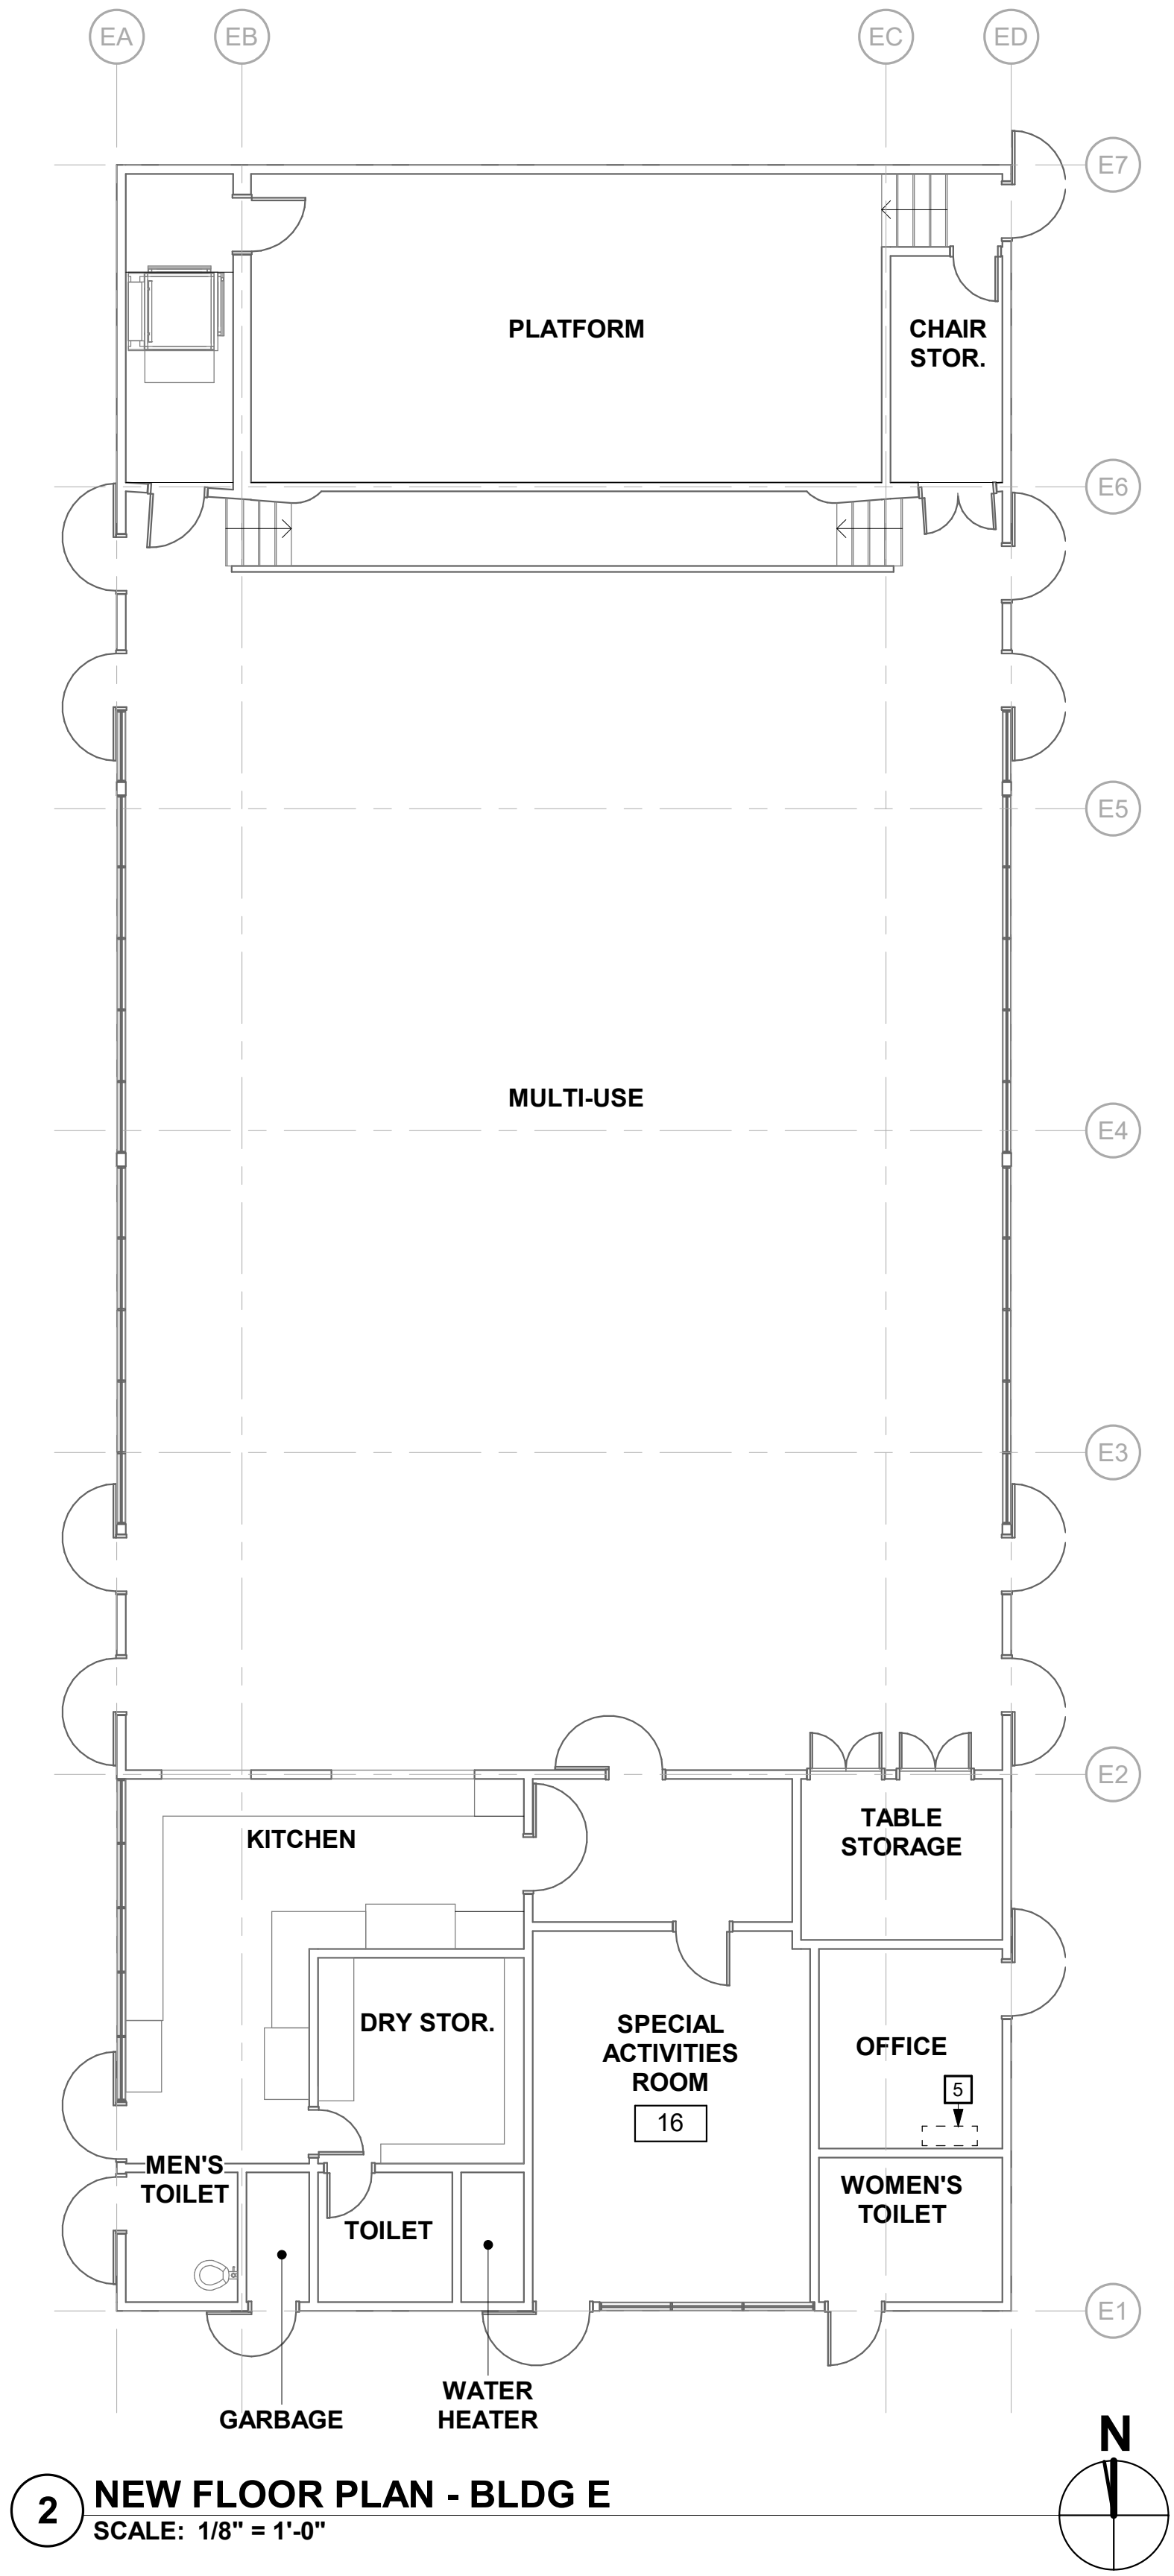 EA
EB
EC
ED
E7
PLATFORM
CHAIR
STOR.
E6
E5
MULTI-USE
E4
E3
E2
TABLE
STORAGE
KITCHEN
DRY STOR.
SPECIAL
ACTIVITIES
ROOM
16
OFFICE
5
MEN'S
TOILET
TOILET
WOMEN'S
TOILET
E1
WATER
HEATER
GARBAGE
N
2
NEW FLOOR PLAN - BLDG E
SCALE: 1/8" = 1'-0"